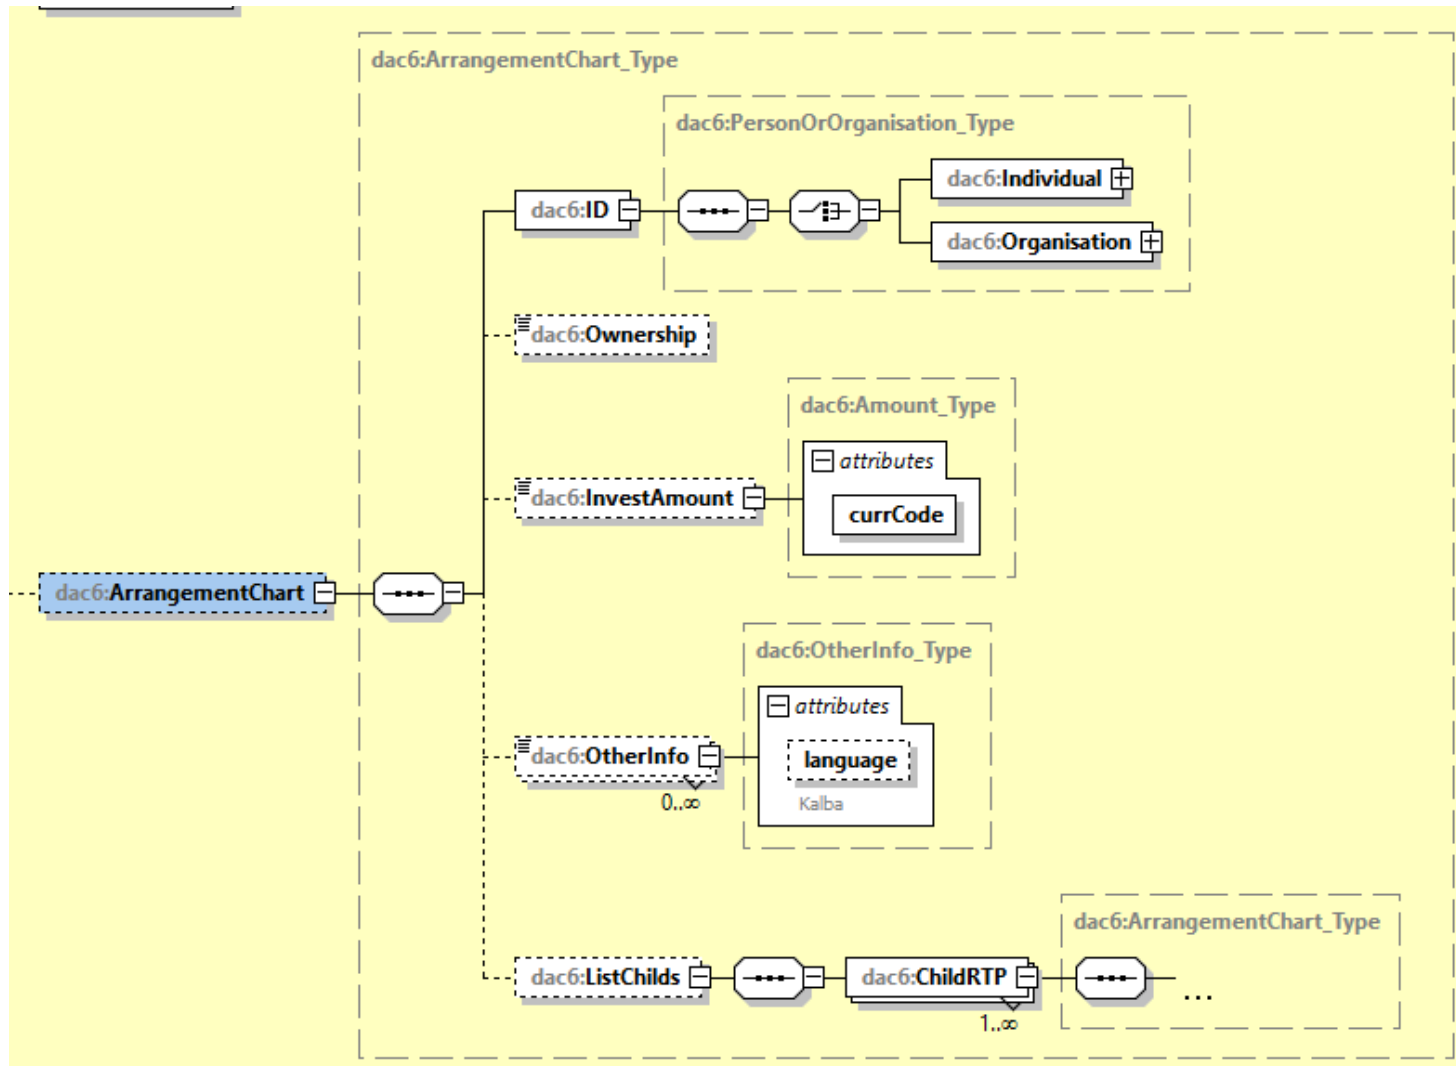 dac6:ArrangementChart_Type
dac6:PersonOrOrganisation_Type
dac6:Individual
dac6:ID
dac6:Organisation
dac6:Ownership
dac6:Amount_Type
attributes
dac6:InvestAmount
currCode
dac6:ArrangementChart
dac6:OtherInfo_Type
attributes
dac6:OtherInfo
language
0..∞
Kalba
dac6:ArrangementChart_Type
dac6:ListChilds
dac6:ChildRTP
...
1..∞